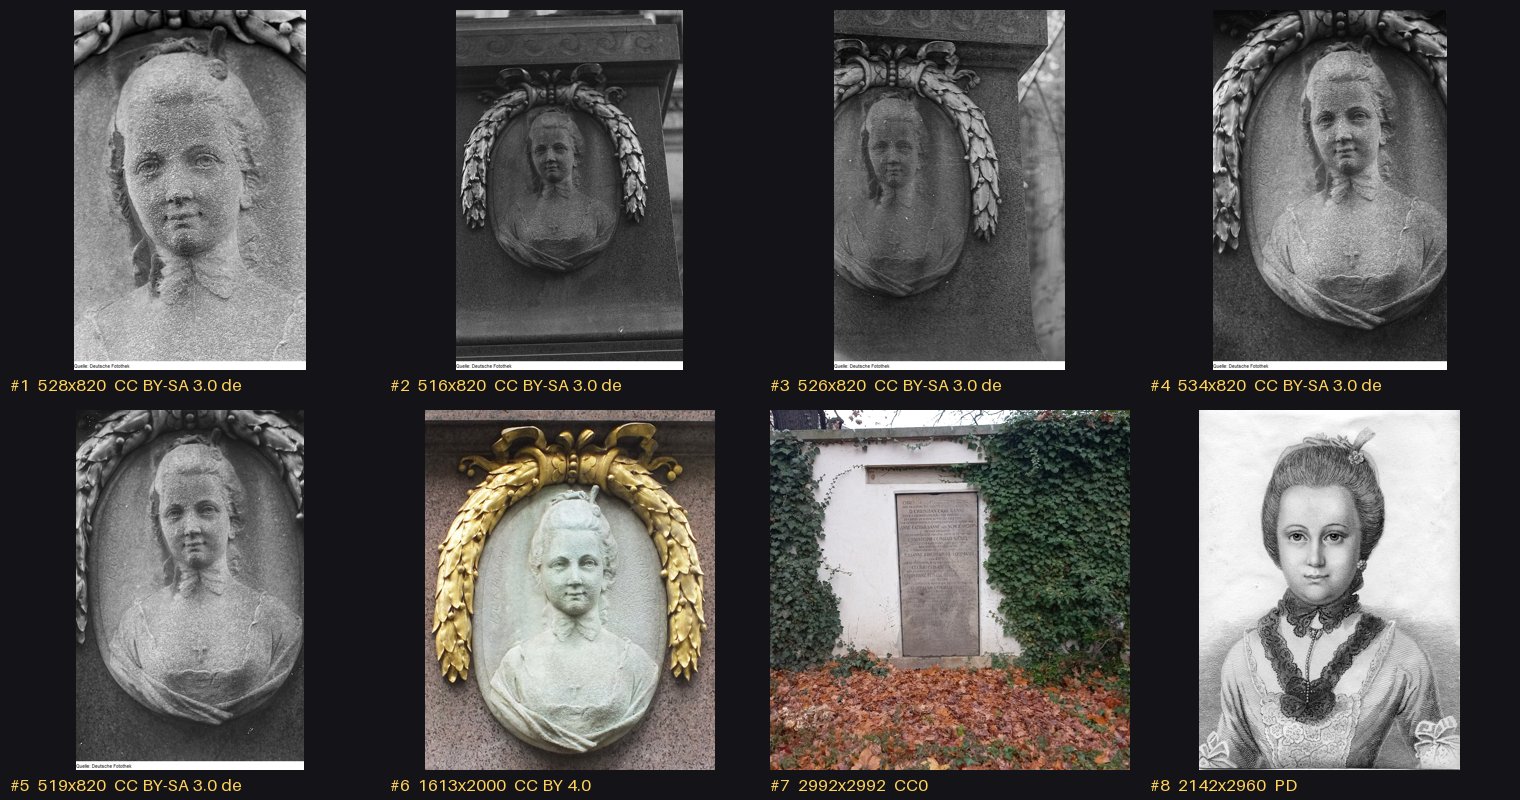 Quelle: Deutsche Fotothek
Quelle: Deutsche Fotothek
Quelle: Deutsche Fotothek
Quelle: Deutsche Fotothek
#1 528x820 CC BY-SA 3.0 de
#2 516x820 CC BY-SA 3.0 de
#3 526x820 CC BY-SA 3.0 de
#4 534x820 CC BY-SA 3.0 de
Quelle: Deutsche Fotothek
#5 519x820 CC BY-SA 3.0 de
#6 1613x2000 CC BY 4.0
#7 2992x2992 CC0
#8 2142x2960 PD